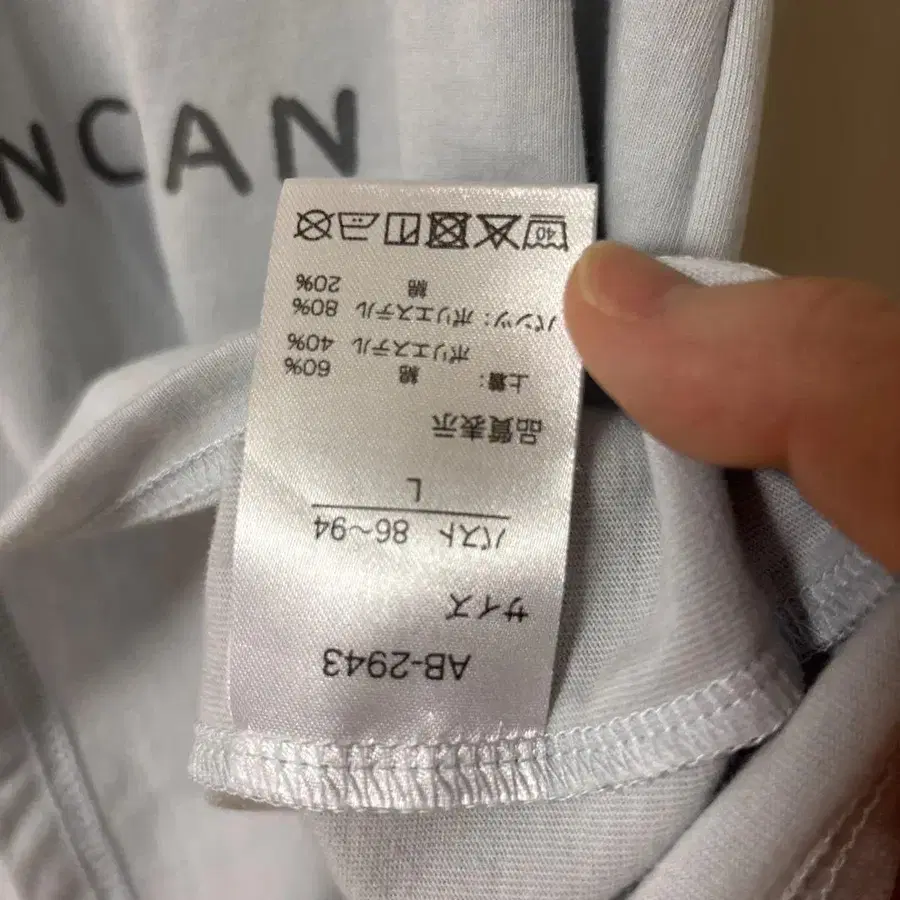 NCAN
AB-2943
サイズ
バスト 86～94
L
品質表示
上着: 綿 60%
ポリエステル 40%
パンツ: ポリエステル 80%
綿 20%
40